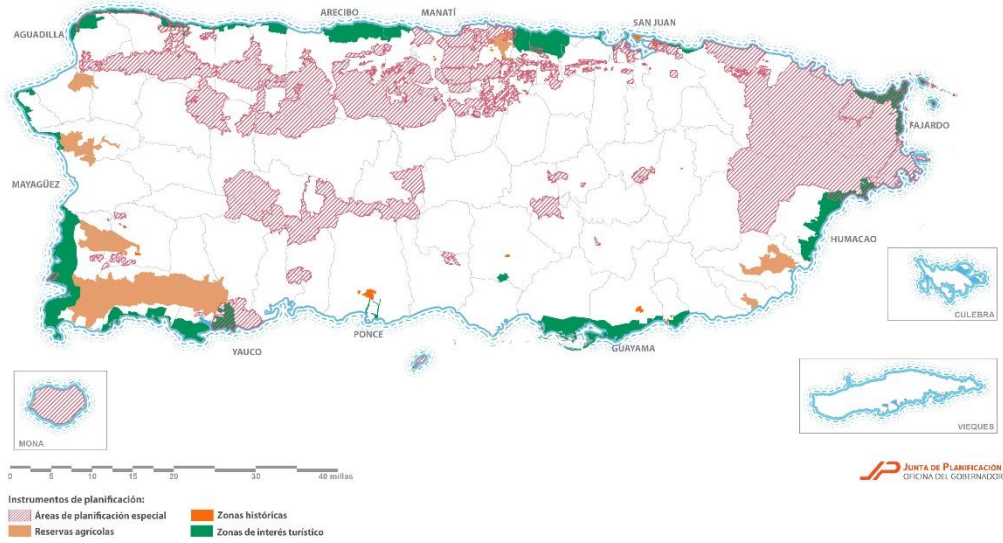 ARECIBO
MANATÍ
SAN JUAN
AGUADILLA
FAJARDO
MAYAGÜEZ
HUMACAO
CULEBRA
PONCE
GUAYAMA
YAUCO
VIEQUES
MONA
0 5 10 15 20 30 40 millas
JUNTA DE PLANIFICACIÓN
OFICINA DEL GOBERNADOR
Instrumentos de planificación:
Áreas de planificación especial
Zonas históricas
Reservas agrícolas
Zonas de interés turístico